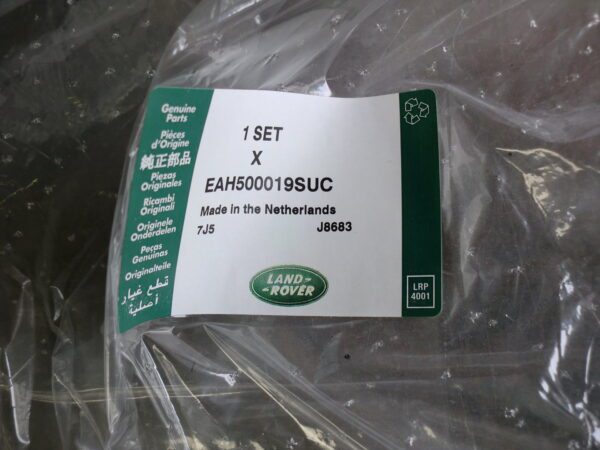 Genuine
Parts
Pièces
d'Origine
純正部品
Piezas
Originales
Ricambi
Originali
Originele
Onderdelen
Peças
Genuinas
Originalteile
قطع غيار
أصلية
1 SET
X
EAH500019SUC
Made in the Netherlands
7J5 J8683
LAND-
-ROVER
LRP
4001